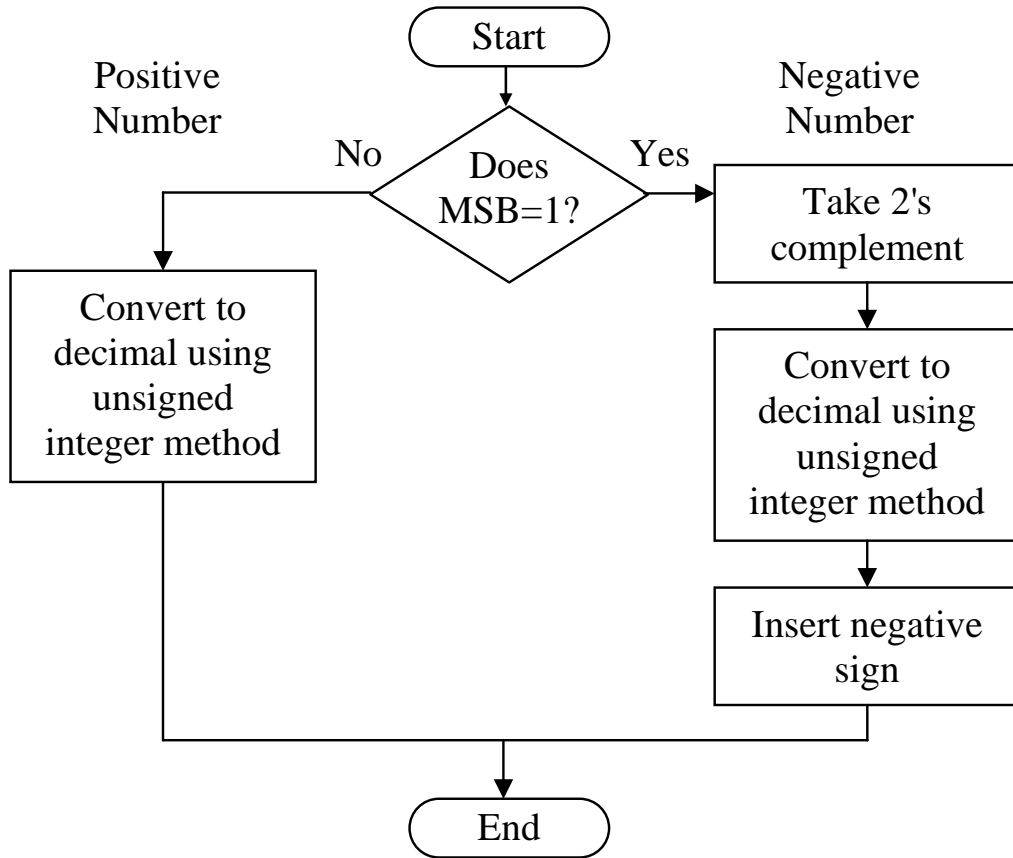 Start
Positive
Number
Negative
Number
No
Yes
Does
MSB=1?
Take 2's
complement
Convert to
decimal using
unsigned
integer method
Convert to
decimal using
unsigned
integer method
Insert negative
sign
End